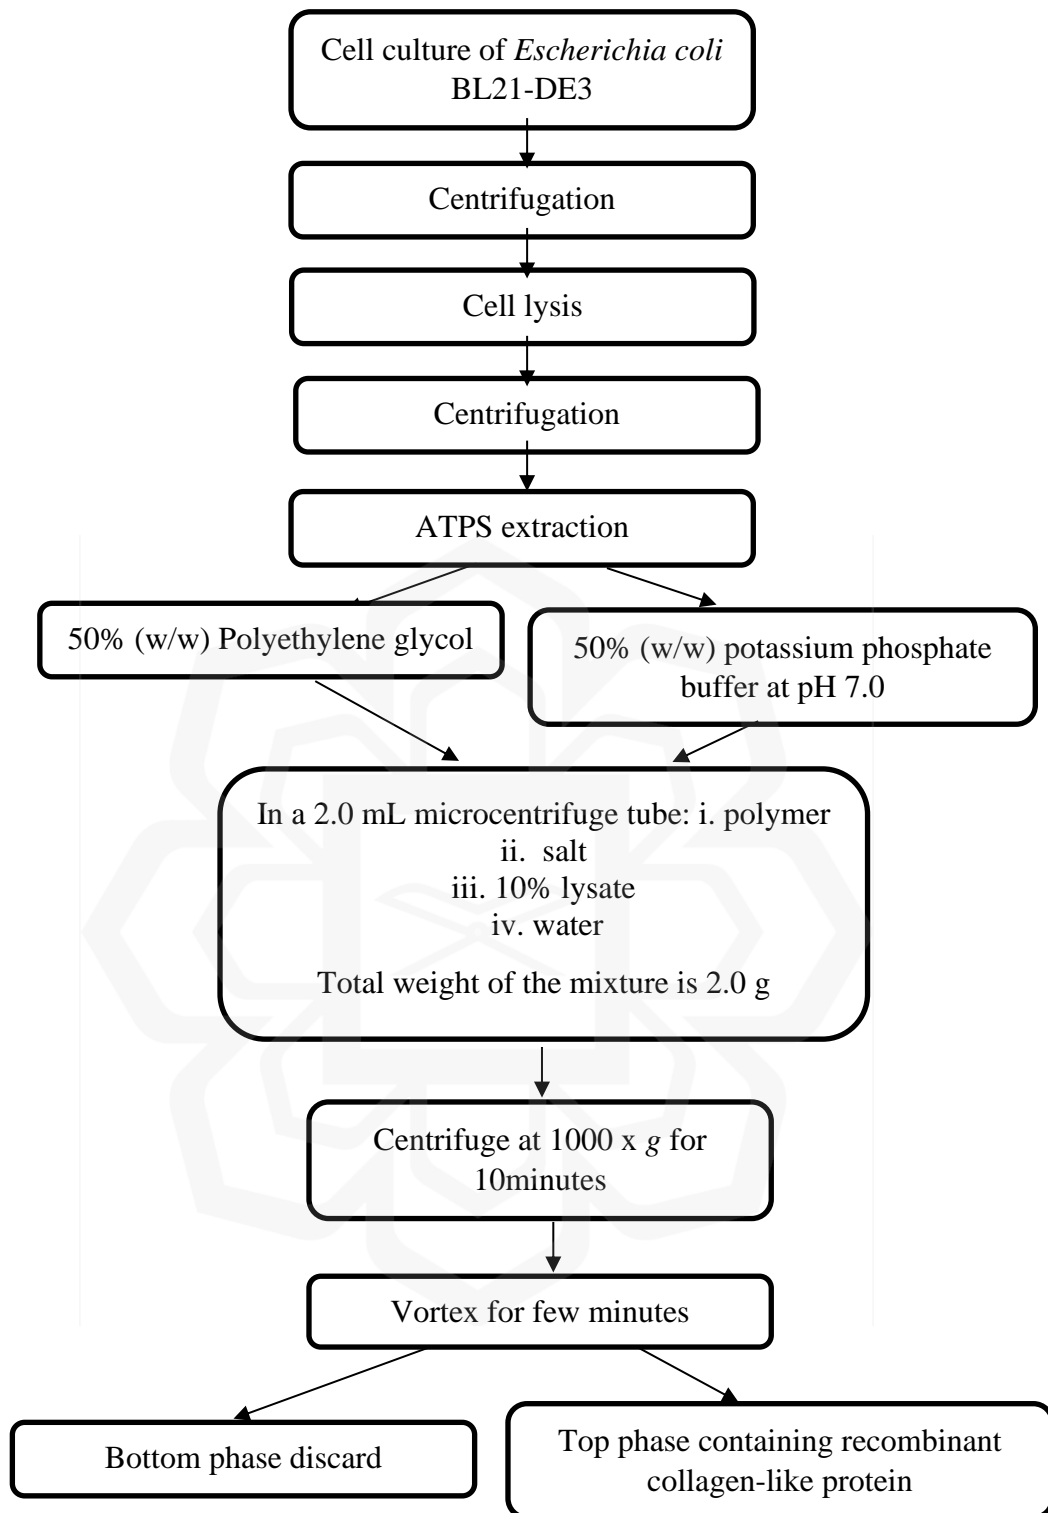 Cell culture of Escherichia coli
BL21-DE3
Centrifugation
Cell lysis
Centrifugation
ATPS extraction
50% (w/w) Polyethylene glycol
50% (w/w) potassium phosphate
buffer at pH 7.0
In a 2.0 mL microcentrifuge tube: i. polymer
ii. salt
iii. 10% lysate
iv. water
Total weight of the mixture is 2.0 g
Centrifuge at 1000 x g for
10minutes
Vortex for few minutes
Bottom phase discard
Top phase containing recombinant
collagen-like protein